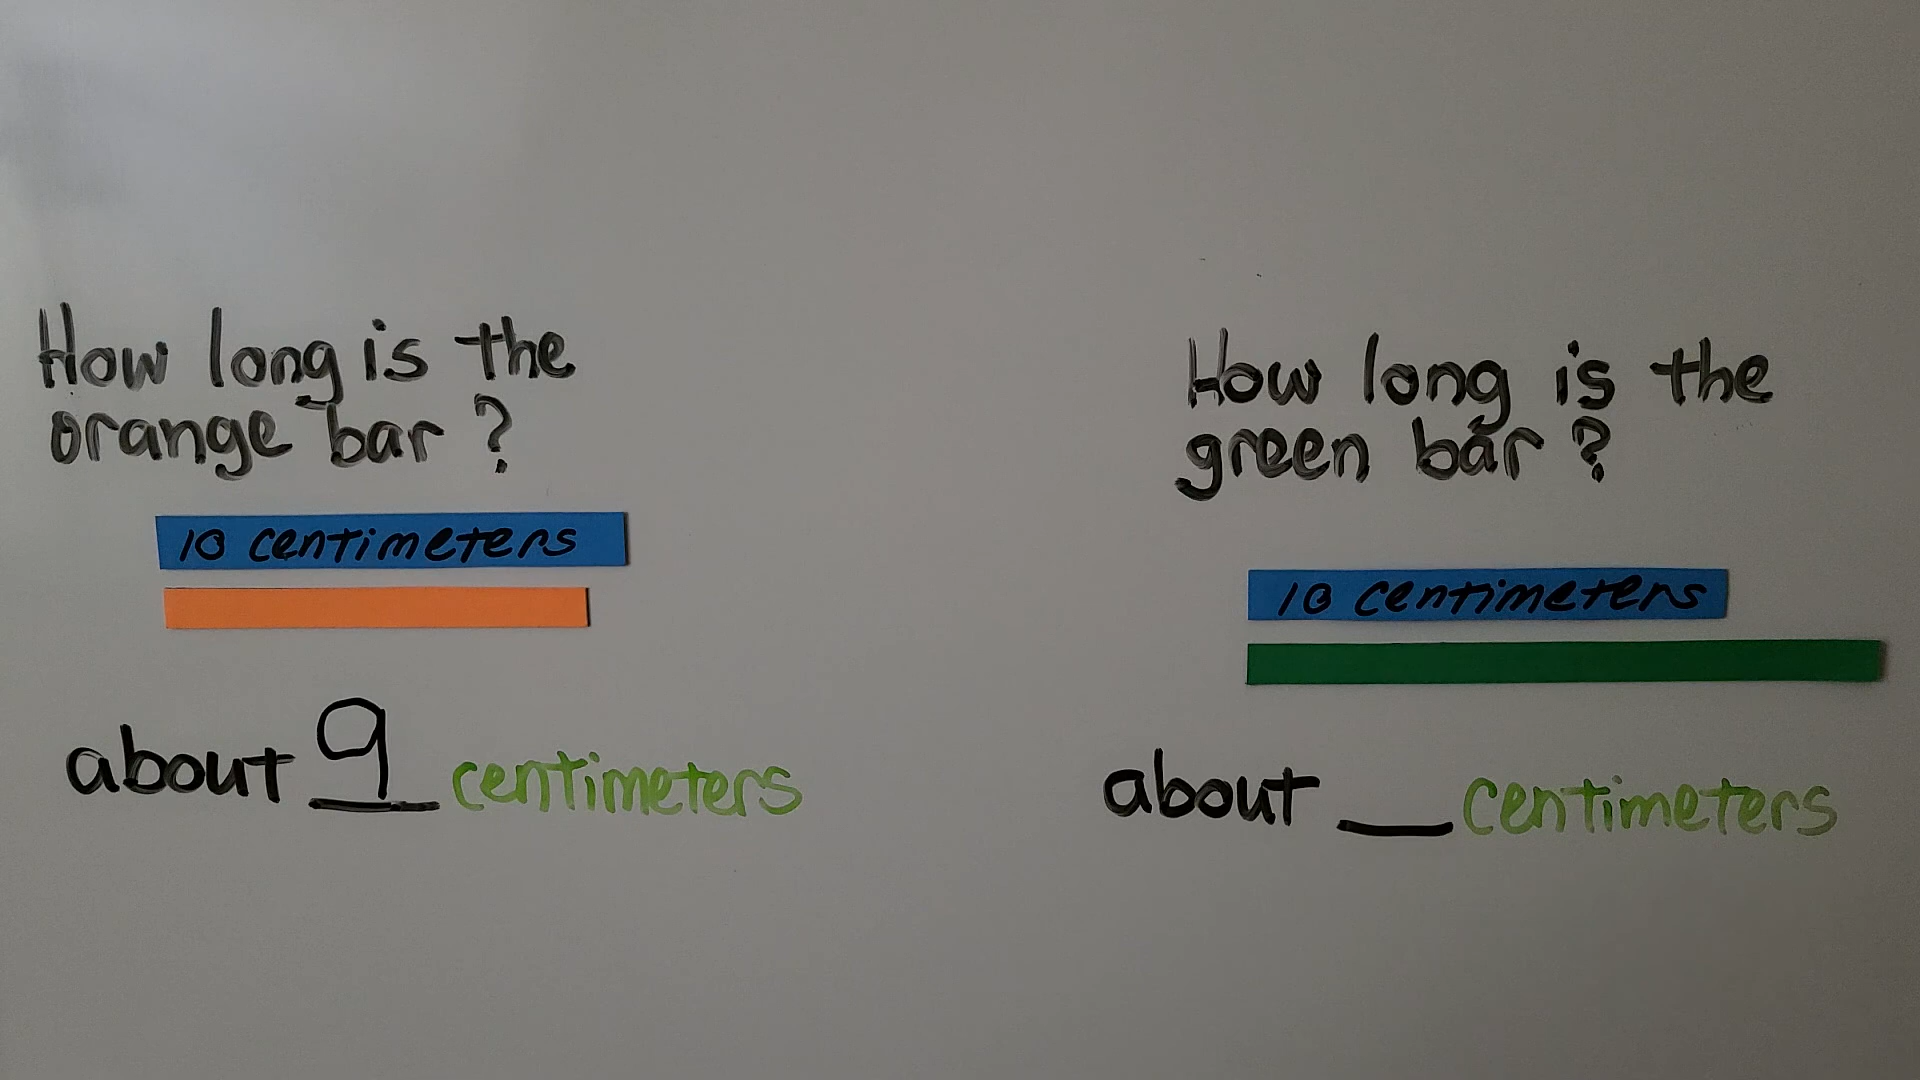 How long is the
orange bar?
10 centimeters
about 9 centimeters
How long is the
green bar?
10 centimeters
about __ centimeters